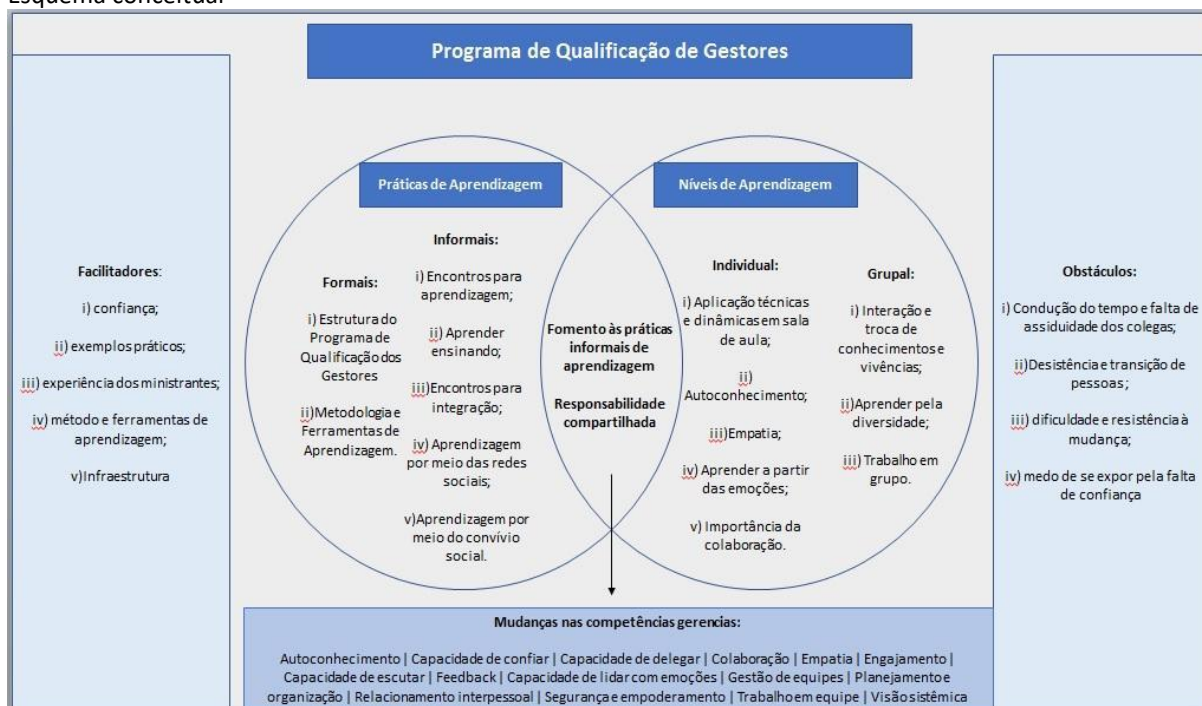 Esquema conceitual
Programa de Qualificação de Gestores
Facilitadores:
i) confiança;
ii) exemplos práticos;
iii) experiência dos ministrantes;
iv) método e ferramentas de
aprendizagem;
v)Infraestrutura
Práticas de Aprendizagem
Formais:
i) Estrutura do
Programa de
Qualificação dos
Gestores
ii)Metodologia e
Ferramentas de
Aprendizagem.
Informais:
i) Encontros para
aprendizagem;
ii) Aprender
ensinando;
iii)Encontros para
integração;
iv) Aprendizagem
por meio das redes
sociais;
v)Aprendizagem por
meio do convívio
social.
Fomento às práticas
informais de
aprendizagem
Responsabilidade
compartilhada
Níveis de Aprendizagem
Individual:
i) Aplicação técnicas
e dinâmicas em sala
de aula;
ii)
Autoconhecimento;
iii)Empatia;
iv) Aprender a partir
das emoções;
v) Importância da
colaboração.
Grupal:
i) Interação e
troca de
conhecimentos e
vivências;
ii)Aprender pela
diversidade;
iii) Trabalho em
grupo.
Obstáculos:
i) Condução do tempo e falta de
assiduidade dos colegas;
ii)Desistência e transição de
pessoas;
iii) dificuldade e resistência à
mudança;
iv) medo de se expor pela falta
de confiança
Mudanças nas competências gerencias:
Autoconhecimento | Capacidade de confiar | Capacidade de delegar | Colaboração | Empatia | Engajamento |
Capacidade de escutar | Feedback | Capacidade de lidar com emoções | Gestão de equipes | Planejamento e
organização | Relacionamento interpessoal | Segurança e empoderamento | Trabalho em equipe | Visão sistêmica